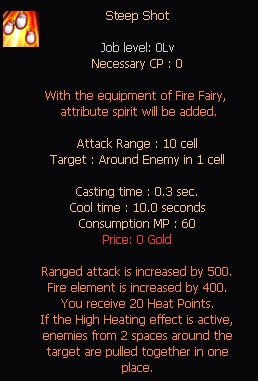 Steep Shot
Job level: 0Lv
Necessary CP : 0
With the equipment of Fire Fairy,
attribute spirit will be added.
Attack Range : 10 cell
Target : Around Enemy in 1 cell
Casting time : 0.3 sec.
Cool time : 10.0 seconds
Consumption MP : 60
Price: 0 Gold
Ranged attack is increased by 500.
Fire element is increased by 400.
You receive 20 Heat Points.
If the High Heating effect is active,
enemies from 2 spaces around the
target are pulled together in one
place.